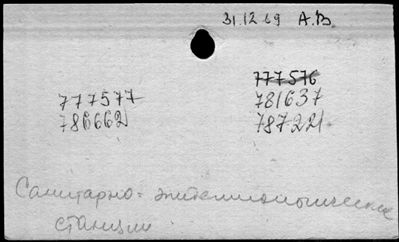 31.12.69 А.В.
777576
777577 781637
786662 787221
Санитарно-эпидемиологические
станции